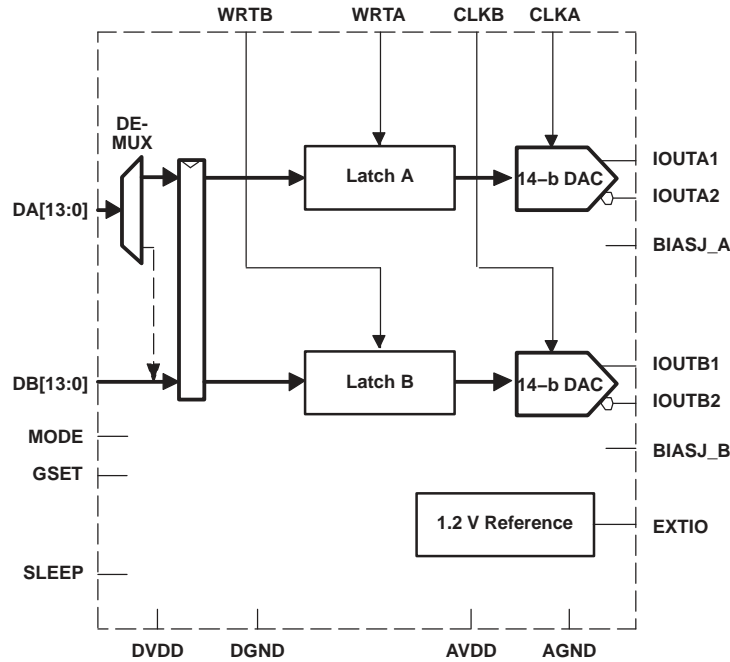 WRTB
WRTA
CLKB
CLKA
DE-
MUX
DA[13:0]
Latch A
14–b DAC
IOUTA1
IOUTA2
BIASJ_A
DB[13:0]
Latch B
14–b DAC
IOUTB1
IOUTB2
BIASJ_B
MODE
GSET
1.2 V Reference
EXTIO
SLEEP
DVDD
DGND
AVDD
AGND